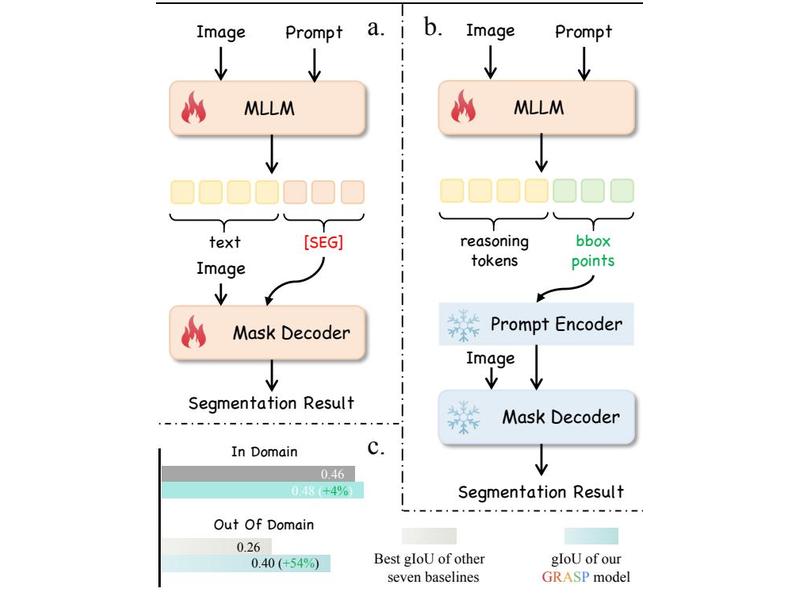 a.
Image
Prompt
MLLM
text
[SEG]
Image
Mask Decoder
Segmentation Result
b.
Image
Prompt
MLLM
reasoning
tokens
bbox
points
Prompt Encoder
Image
Mask Decoder
Segmentation Result
c.
In Domain
0.46
0.48 (+4%)
Out Of Domain
0.26
0.40 (+54%)
Best gIoU of other
seven baselines
gIoU of our
GRASP model